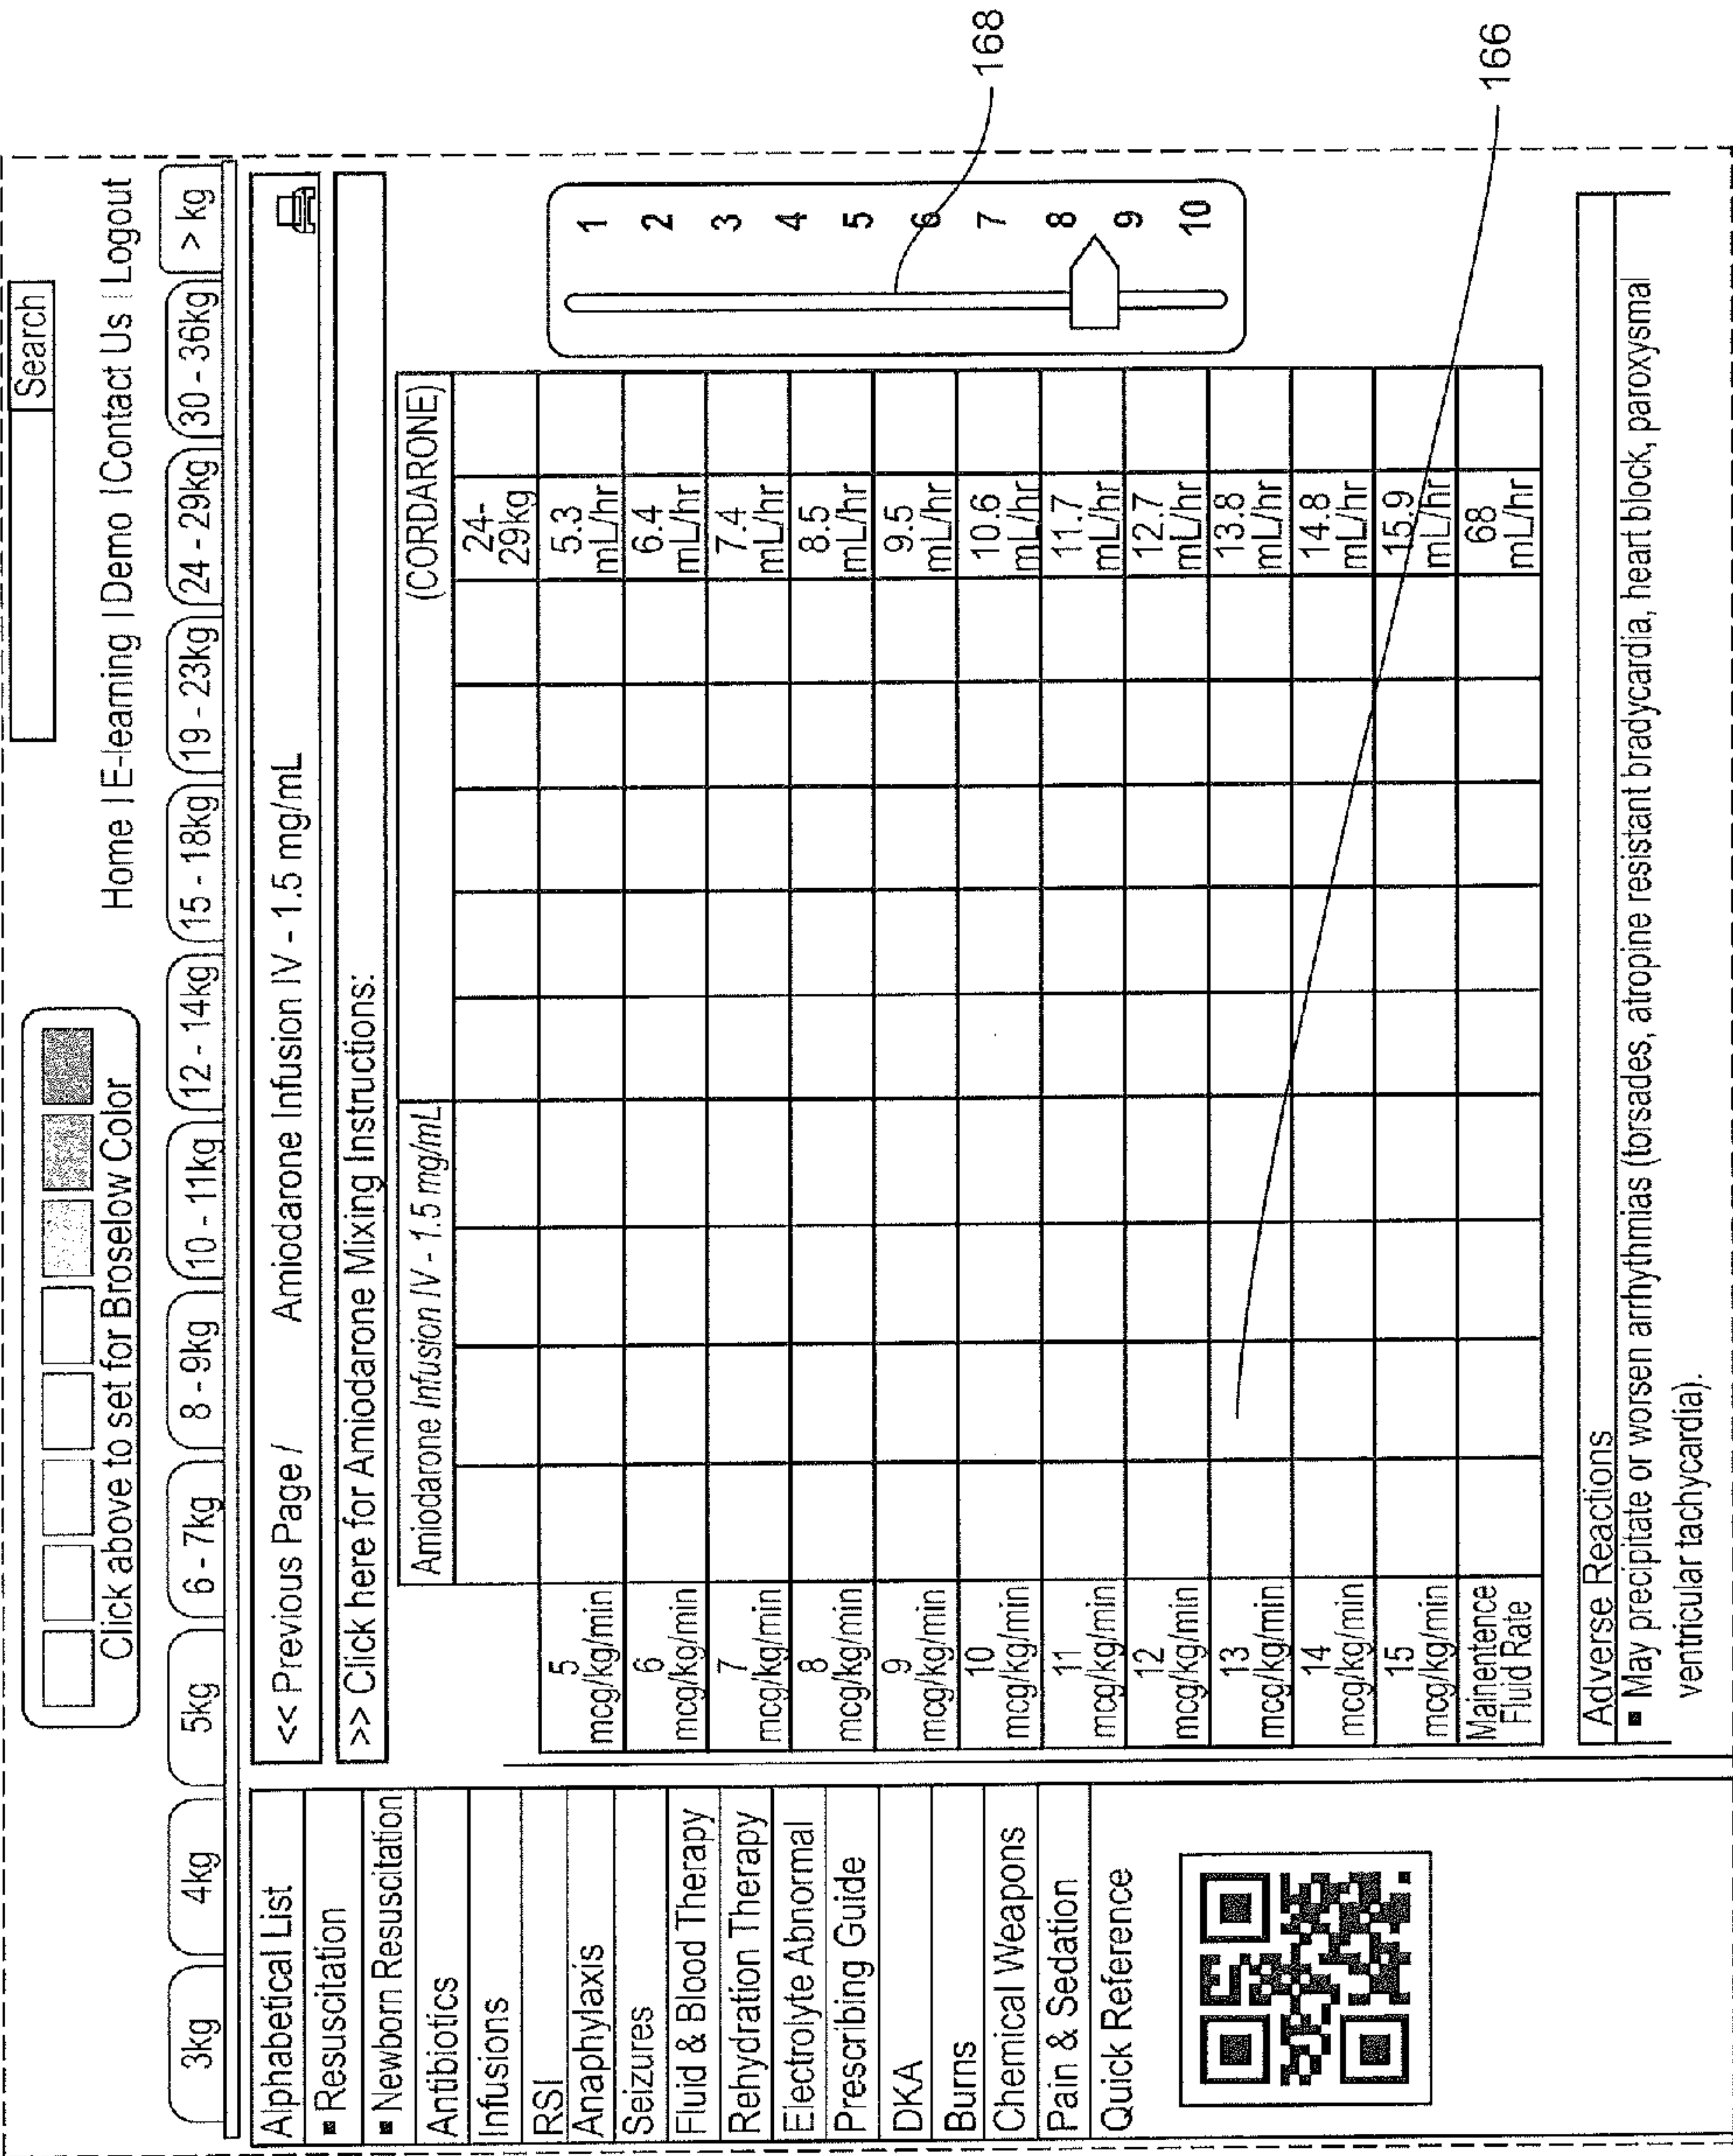 Search
Click above to set for Broselow Color
Home | E-learning | Demo | Contact Us | Logout
3kg 4kg 5kg 6 - 7kg 8 - 9kg 10 - 11kg 12 - 14kg 15 - 18kg 19 - 23kg 24 - 29kg 30 - 36kg > kg
Alphabetical List
▪ Resuscitation
▪ Newborn Resuscitation
Antibiotics
Infusions
RSI
Anaphylaxis
Seizures
Fluid & Blood Therapy
Rehydration Therapy
Electrolyte Abnormal
Prescribing Guide
DKA
Burns
Chemical Weapons
Pain & Sedation
Quick Reference
<< Previous Page / Amiodarone Infusion IV - 1.5 mg/mL
>> Click here for Amiodarone Mixing Instructions:
Amiodarone Infusion IV - 1.5 mg/mL (CORDARONE)
24-
29kg
5 5.3
mcg/kg/min mL/hr
6 6.4
mcg/kg/min mL/hr
7 7.4
mcg/kg/min mL/hr
8 8.5
mcg/kg/min mL/hr
9 9.5
mcg/kg/min mL/hr
10 10.6
mcg/kg/min mL/hr
11 11.7
mcg/kg/min mL/hr
12 12.7
mcg/kg/min mL/hr
13 13.8
mcg/kg/min mL/hr
14 14.8
mcg/kg/min mL/hr
15 15.9
mcg/kg/min mL/hr
Mainentence 68
Fluid Rate mL/hr
1
2
3
4
5
6
7
8
9
10
168
166
Adverse Reactions
▪ May precipitate or worsen arrhythmias (torsades, atropine resistant bradycardia, heart block, paroxysmal
ventricular tachycardia).